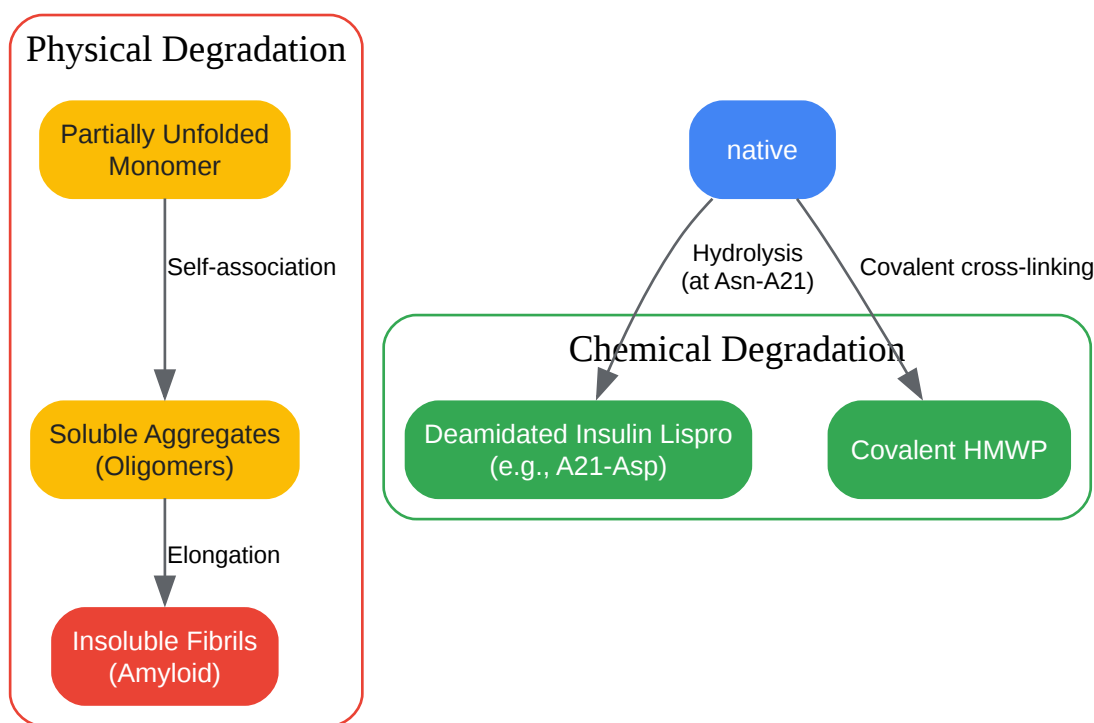 Physical Degradation
Partially Unfolded
Monomer
Self-association
Soluble Aggregates
(Oligomers)
Elongation
Insoluble Fibrils
(Amyloid)
native
Hydrolysis
(at Asn-A21)
Covalent cross-linking
Chemical Degradation
Deamidated Insulin Lispro
(e.g., A21-Asp)
Covalent HMWP